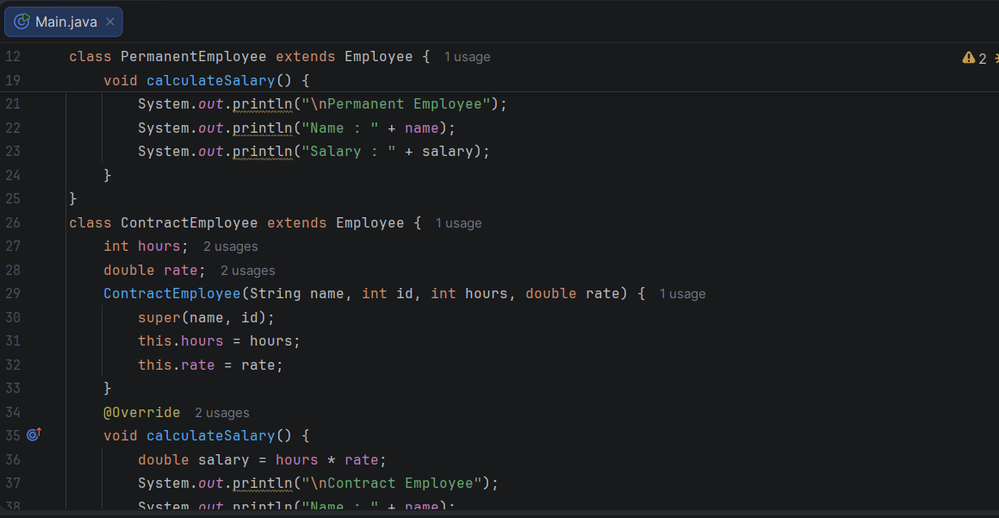 Main.java
12 class PermanentEmployee extends Employee { 1 usage
2
19 void calculateSalary() {
21 System.out.println("\nPermanent Employee");
22 System.out.println("Name : " + name);
23 System.out.println("Salary : " + salary);
24 }
25 }
26 class ContractEmployee extends Employee { 1 usage
27 int hours; 2 usages
28 double rate; 2 usages
29 ContractEmployee(String name, int id, int hours, double rate) { 1 usage
30 super(name, id);
31 this.hours = hours;
32 this.rate = rate;
33 }
34 @Override 2 usages
35 void calculateSalary() {
36 double salary = hours * rate;
37 System.out.println("\nContract Employee");
38 System.out.println("Name : " + name);